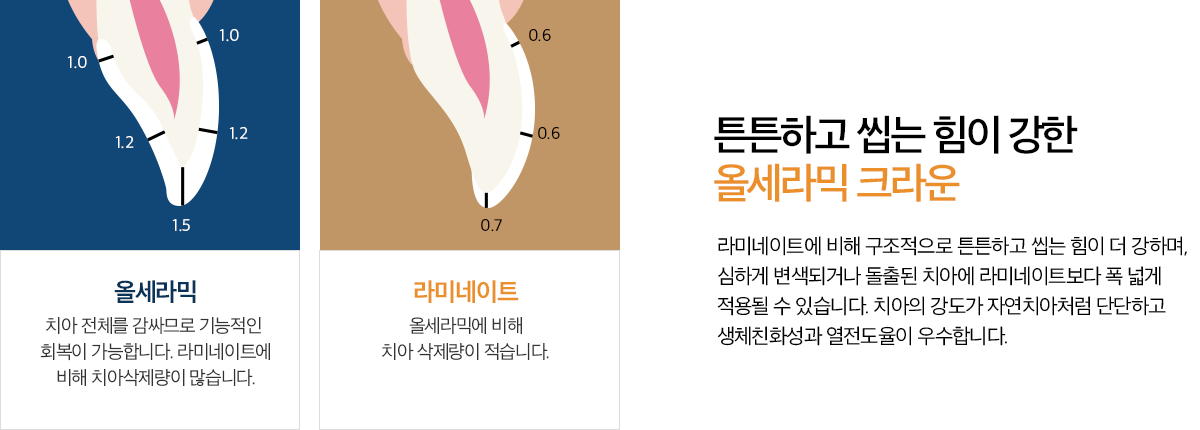 1.0
1.0
1.2
1.2
1.5
올세라믹
치아 전체를 감싸므로 기능적인
회복이 가능합니다. 라미네이트에
비해 치아삭제량이 많습니다.
0.6
0.6
0.7
라미네이트
올세라믹에 비해
치아 삭제량이 적습니다.
튼튼하고 씹는 힘이 강한
올세라믹 크라운
라미네이트에 비해 구조적으로 튼튼하고 씹는 힘이 더 강하며,
심하게 변색되거나 돌출된 치아에 라미네이트보다 폭 넓게
적용될 수 있습니다. 치아의 강도가 자연치아처럼 단단하고
생체친화성과 열전도율이 우수합니다.